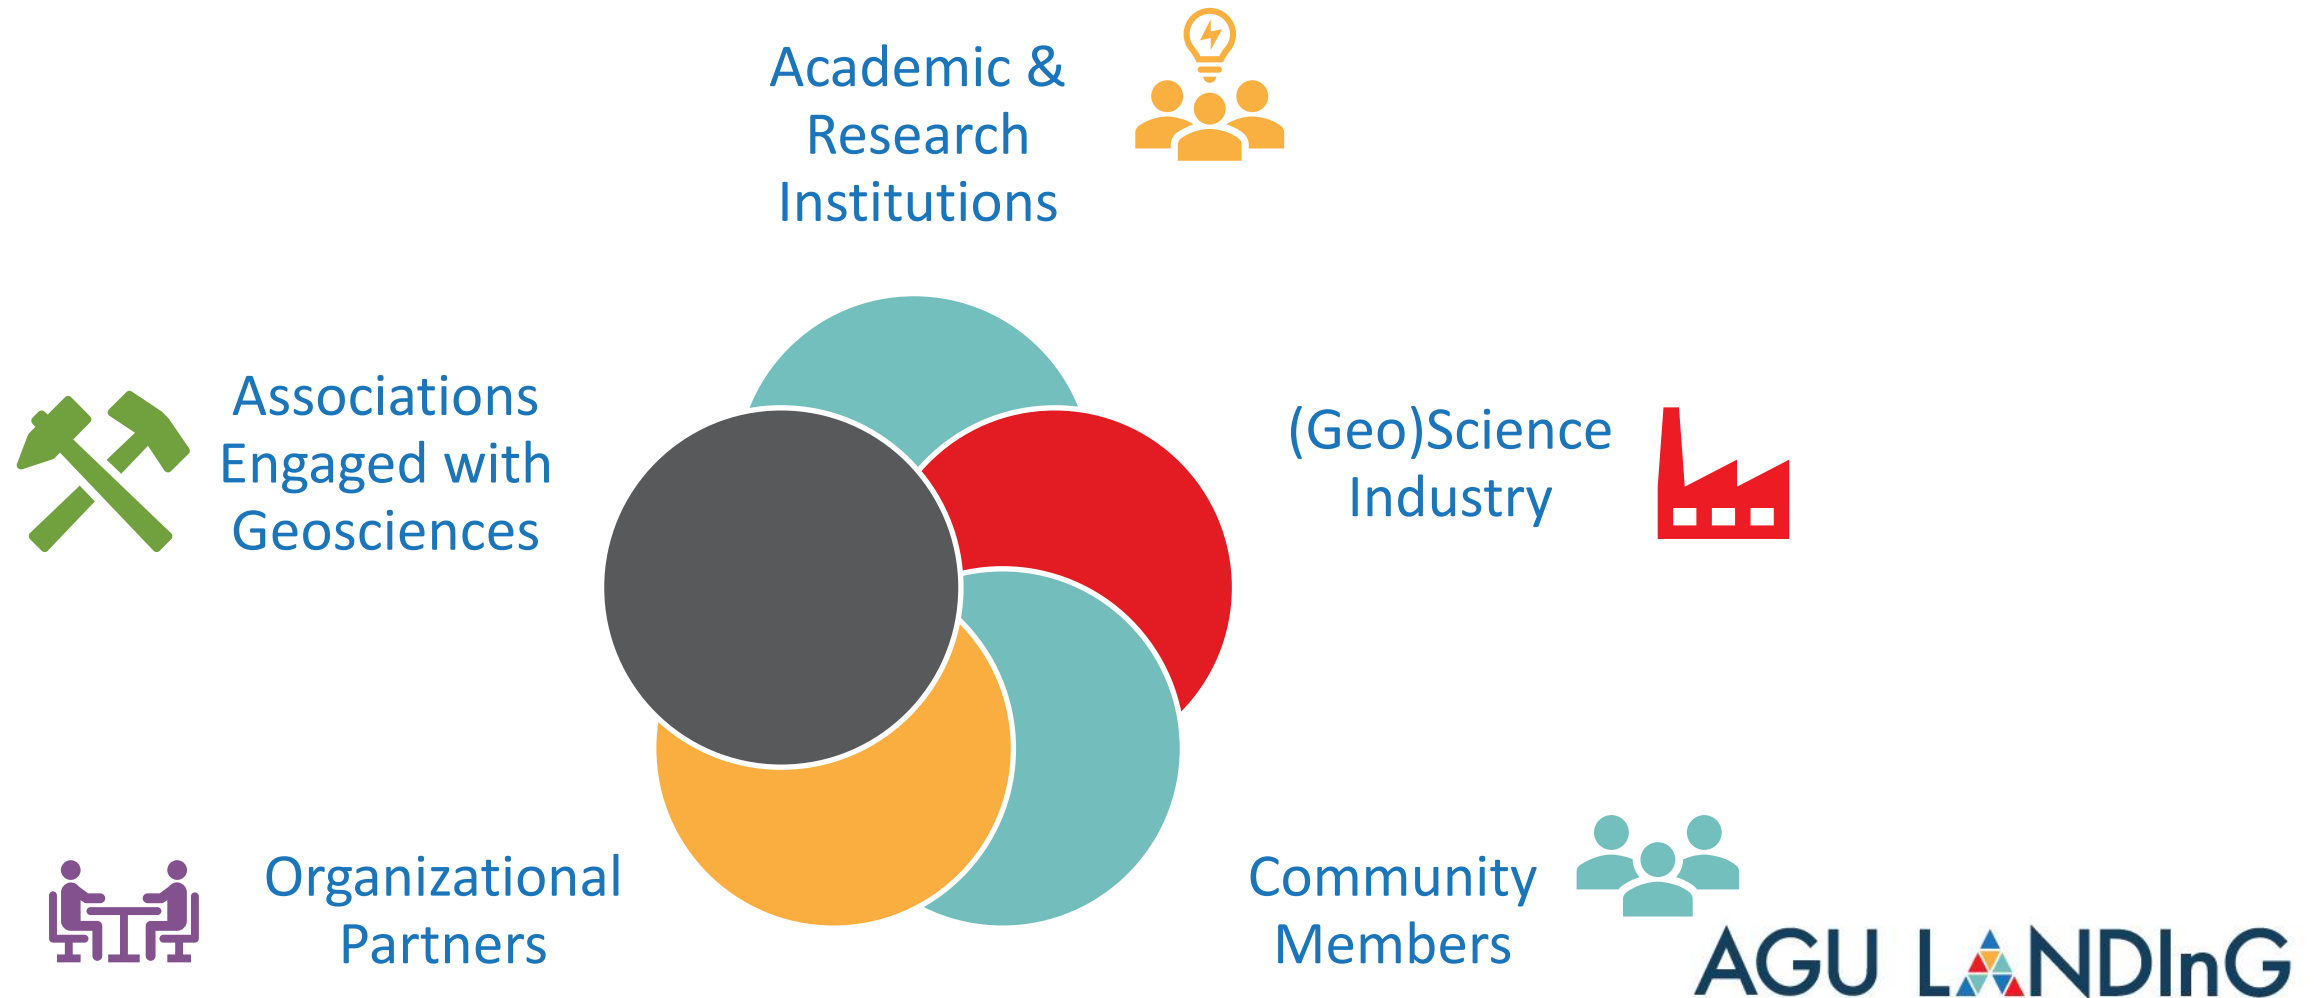 Academic &
Research
Institutions
Associations
Engaged with
Geosciences
(Geo)Science
Industry
Organizational
Partners
Community
Members
AGU LANDInG